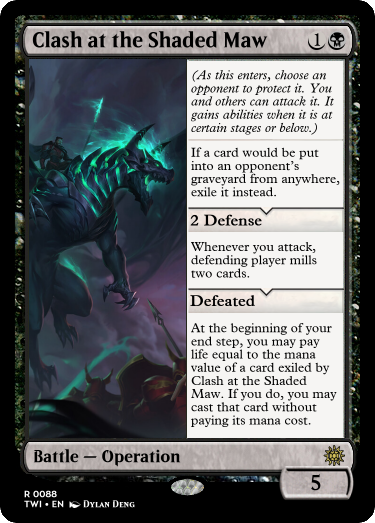 Clash at the Shaded Maw 1
(As this enters, choose an
opponent to protect it. You
and others can attack it. It
gains abilities when it is at
certain stages or below.)
If a card would be put
into an opponent's
graveyard from anywhere,
exile it instead.
2 Defense
Whenever you attack,
defending player mills
two cards.
Defeated
At the beginning of your
end step, you may pay
life equal to the mana
value of a card exiled by
Clash at the Shaded
Maw. If you do, you may
cast that card without
paying its mana cost.
Battle — Operation
5
R 0088
TWI • EN Dylan Deng